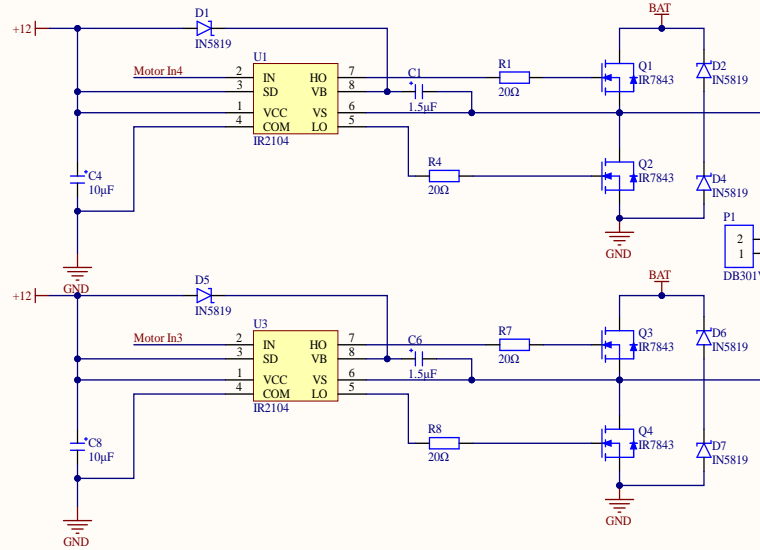 D1
BAT
+12
IN5819
U1
Motor In4
2 IN HO 7
3 SD VB 8
1 VCC VS 6
4 COM LO 5
IR2104
C1
1.5µF
R1
20Ω
Q1
IR7843
D2
IN5819
R4
20Ω
Q2
IR7843
D4
IN5819
C4
10µF
GND
GND
P1
2
1
DB301V
D5
BAT
+12
IN5819
U3
Motor In3
2 IN HO 7
3 SD VB 8
1 VCC VS 6
4 COM LO 5
IR2104
C6
1.5µF
R7
20Ω
Q3
IR7843
D6
IN5819
R8
20Ω
Q4
IR7843
D7
IN5819
C8
10µF
GND
GND